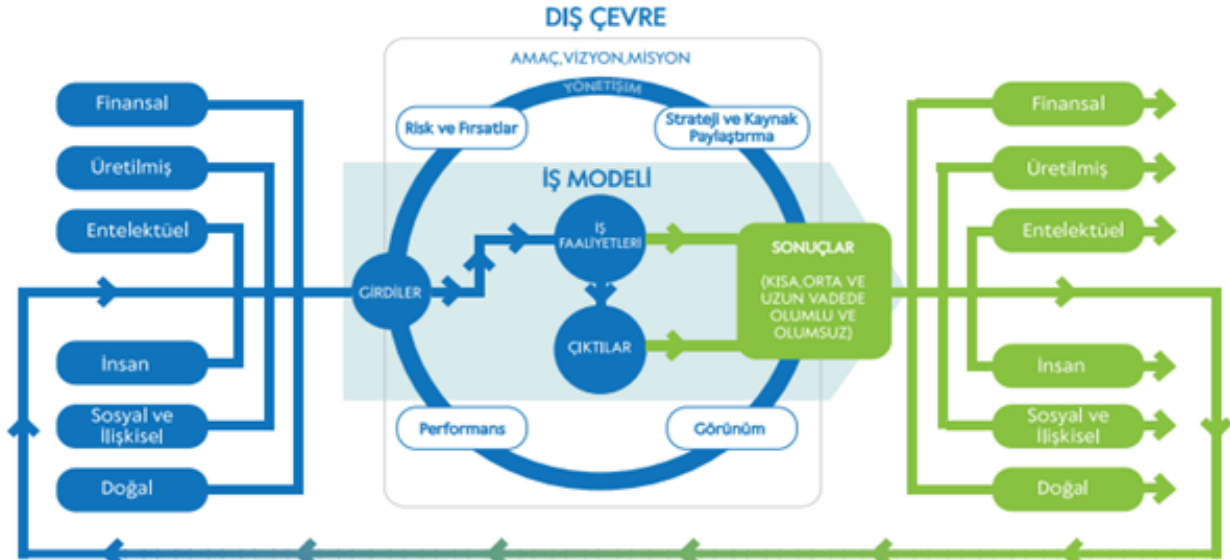 DIŞ ÇEVRE
AMAÇ,VİZYON,MİSYON
YÖNETİŞİM
Finansal
Üretilmiş
Entelektüel
İnsan
Sosyal ve
İlişkisel
Doğal
Risk ve Fırsatlar
Strateji ve Kaynak
Paylaştırma
İŞ MODELİ
GİRDİLER
İŞ
FAALİYETLERİ
ÇIKTILAR
SONUÇLAR
(KISA,ORTA VE
UZUN VADEDE
OLUMLU VE
OLUMSUZ)
Performans
Görünüm
Finansal
Üretilmiş
Entelektüel
İnsan
Sosyal ve
İlişkisel
Doğal